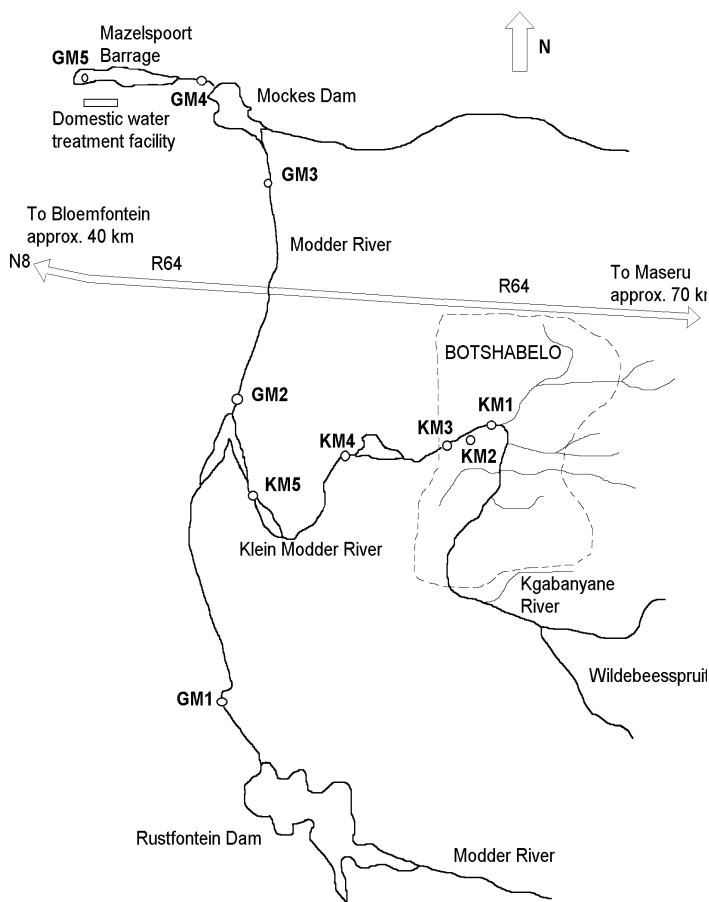 Mazelspoort
Barrage
GM5
N
GM4
Mockes Dam
Domestic water
treatment facility
GM3
To Bloemfontein
approx. 40 km
Modder River
N8
R64
To Maseru
approx. 70 km
R64
BOTSHABELO
GM2
KM1
KM3
KM4
KM2
KM5
Klein Modder River
Kgabanyane
River
Wildebeesspruit
GM1
Rustfontein Dam
Modder River